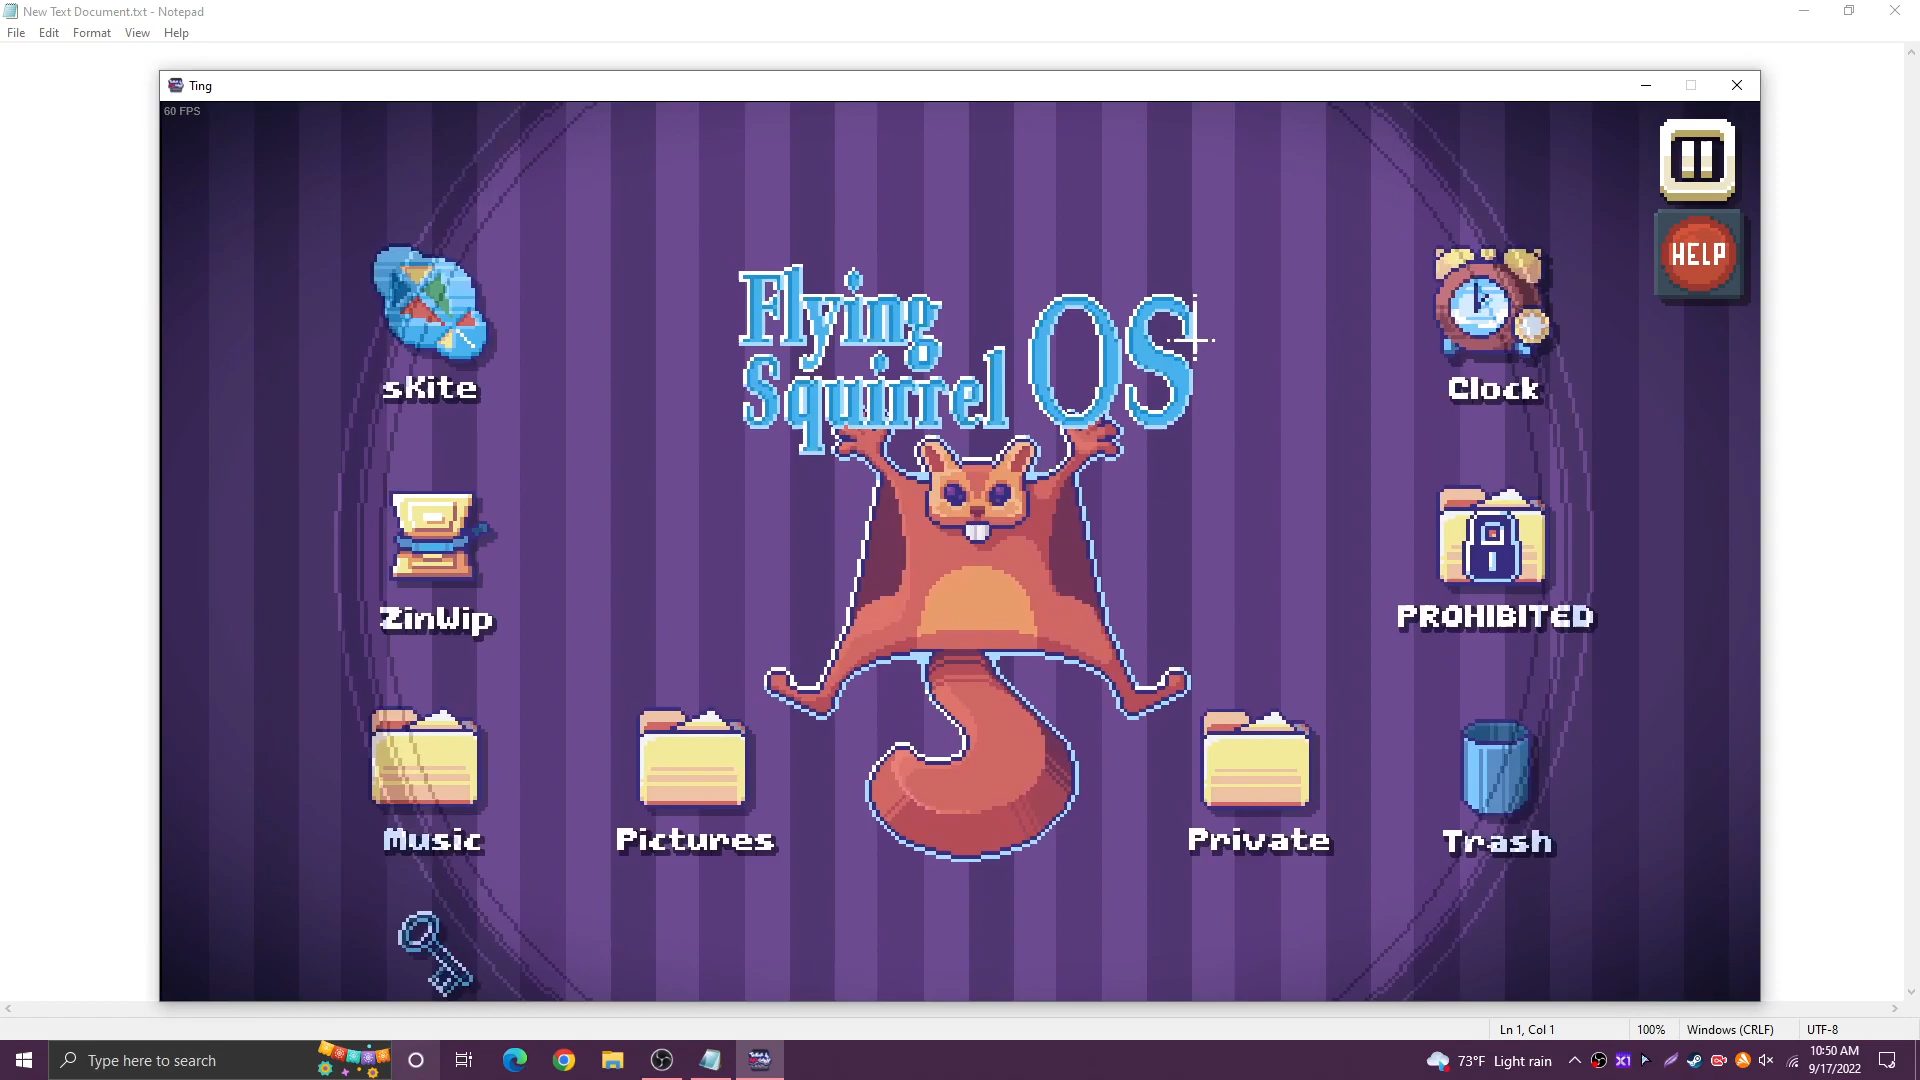 New Text Document.txt - Notepad
File Edit Format View Help
Ting
60 FPS
HELP
Flying
Squirrel OS
sKite
Clock
ZinWip
PROHIBITED
Music
Pictures
Private
Trash
Ln 1, Col 1
100%
Windows (CRLF)
UTF-8
Type here to search
73°F Light rain
X1
10:50 AM
9/17/2022